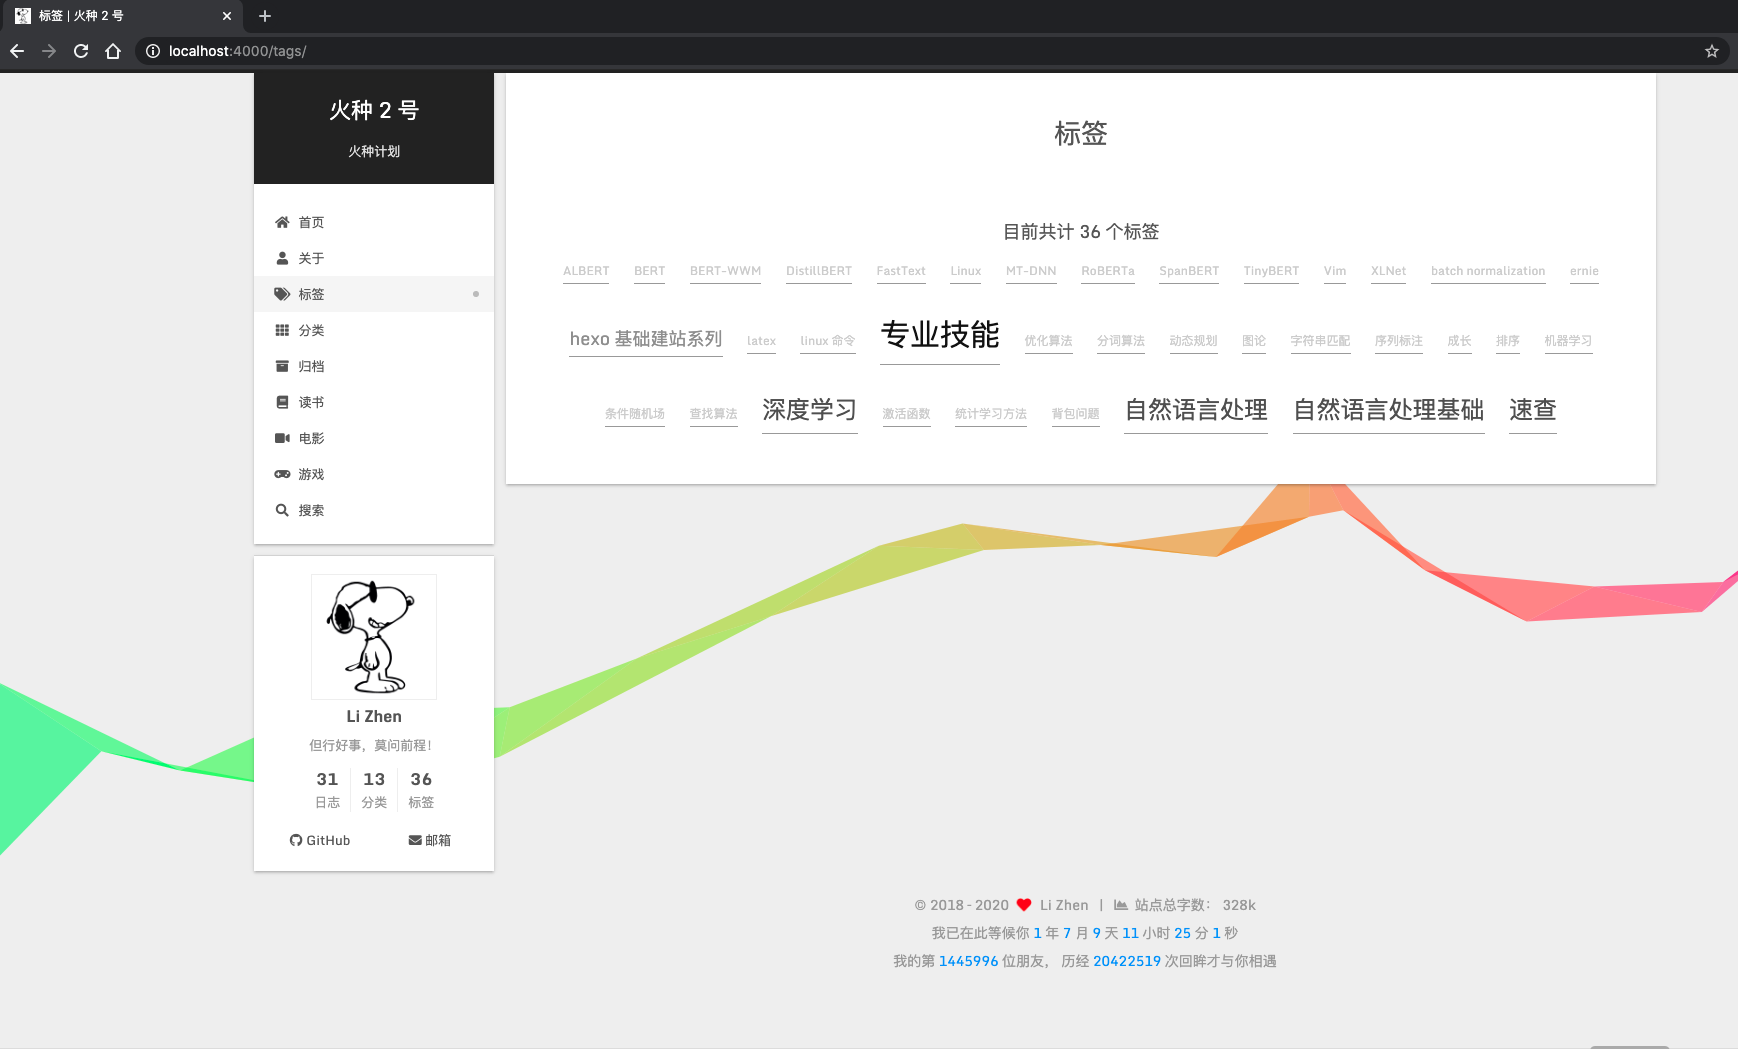 标签 | 火种 2 号
localhost:4000/tags/
火种 2 号
火种计划
首页
关于
标签
分类
归档
读书
电影
游戏
搜索
Li Zhen
但行好事，莫问前程！
31 13 36
日志 分类 标签
GitHub 邮箱
标签
目前共计 36 个标签
ALBERT BERT BERT-WWM DistillBERT FastText Linux MT-DNN RoBERTa SpanBERT TinyBERT Vim XLNet batch normalization ernie
hexo 基础建站系列 latex linux 命令 专业技能 优化算法 分词算法 动态规划 图论 字符串匹配 序列标注 成长 排序 机器学习
条件随机场 查找算法 深度学习 激活函数 统计学习方法 背包问题 自然语言处理 自然语言处理基础 速查
© 2018 - 2020 Li Zhen | 站点总字数： 328k
我已在此等候你 1 年 7 月 9 天 11 小时 25 分 1 秒
我的第 1445996 位朋友， 历经 20422519 次回眸才与你相遇